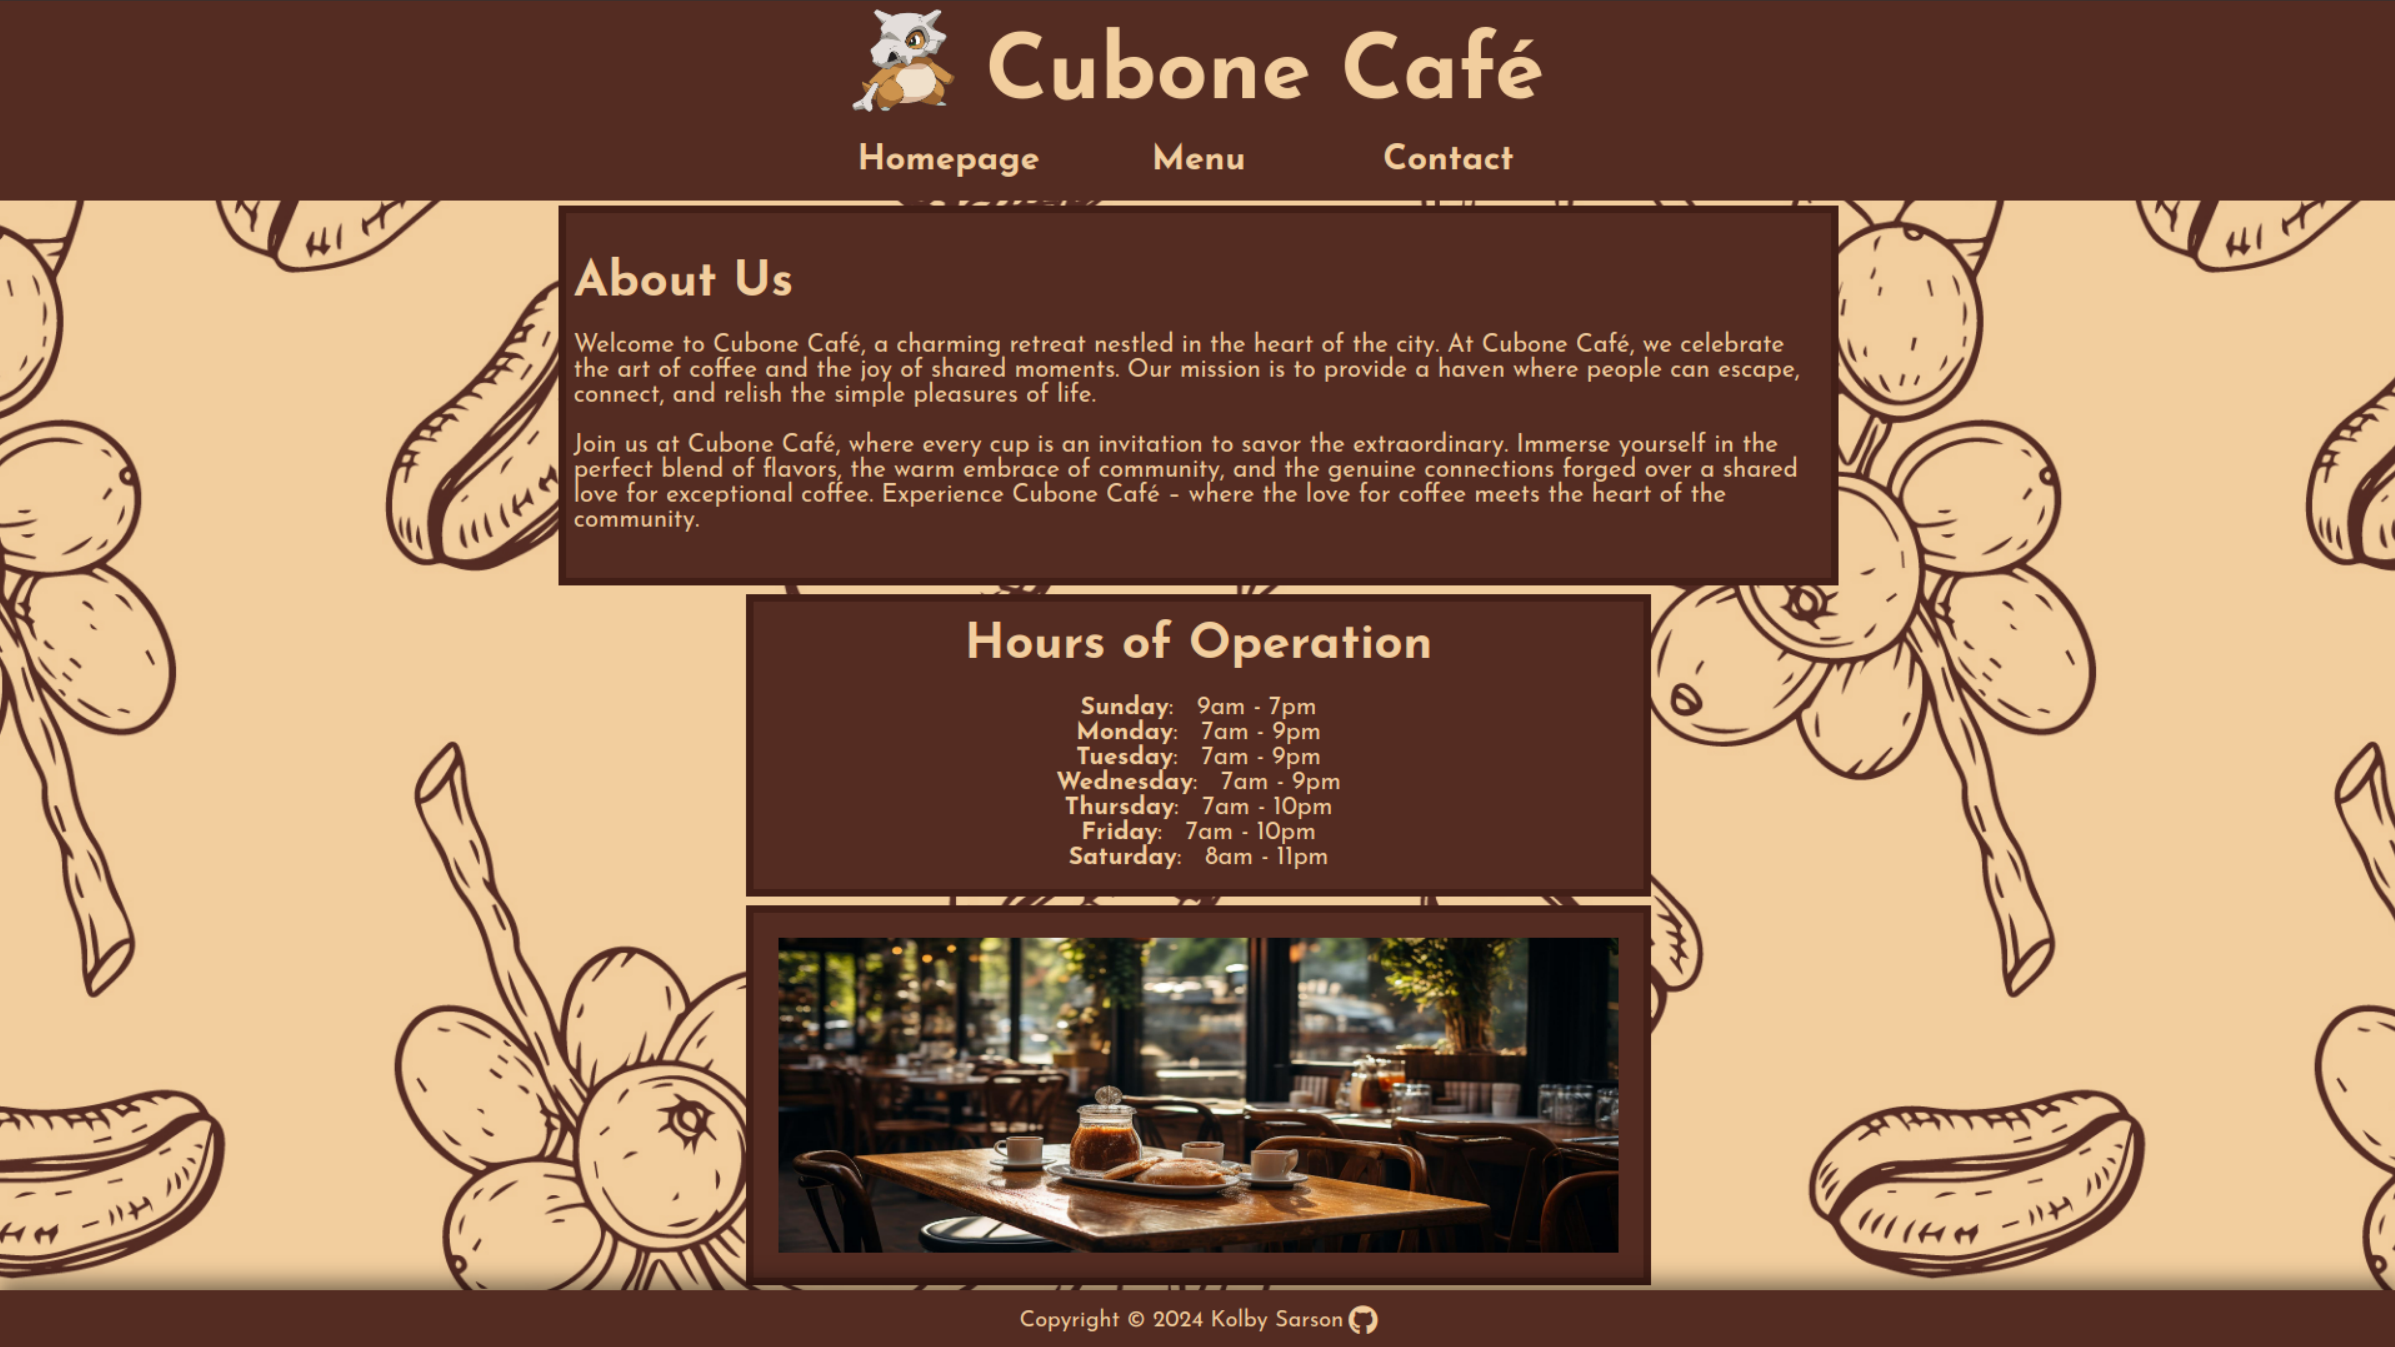 Cubone Café
Homepage Menu Contact
About Us
Welcome to Cubone Café, a charming retreat nestled in the heart of the city. At Cubone Café, we celebrate
the art of coffee and the joy of shared moments. Our mission is to provide a haven where people can escape,
connect, and relish the simple pleasures of life.
Join us at Cubone Café, where every cup is an invitation to savor the extraordinary. Immerse yourself in the
perfect blend of flavors, the warm embrace of community, and the genuine connections forged over a shared
love for exceptional coffee. Experience Cubone Café – where the love for coffee meets the heart of the
community.
Hours of Operation
Sunday: 9am - 7pm
Monday: 7am - 9pm
Tuesday: 7am - 9pm
Wednesday: 7am - 9pm
Thursday: 7am - 10pm
Friday: 7am - 10pm
Saturday: 8am - 11pm
Copyright © 2024 Kolby Sarson